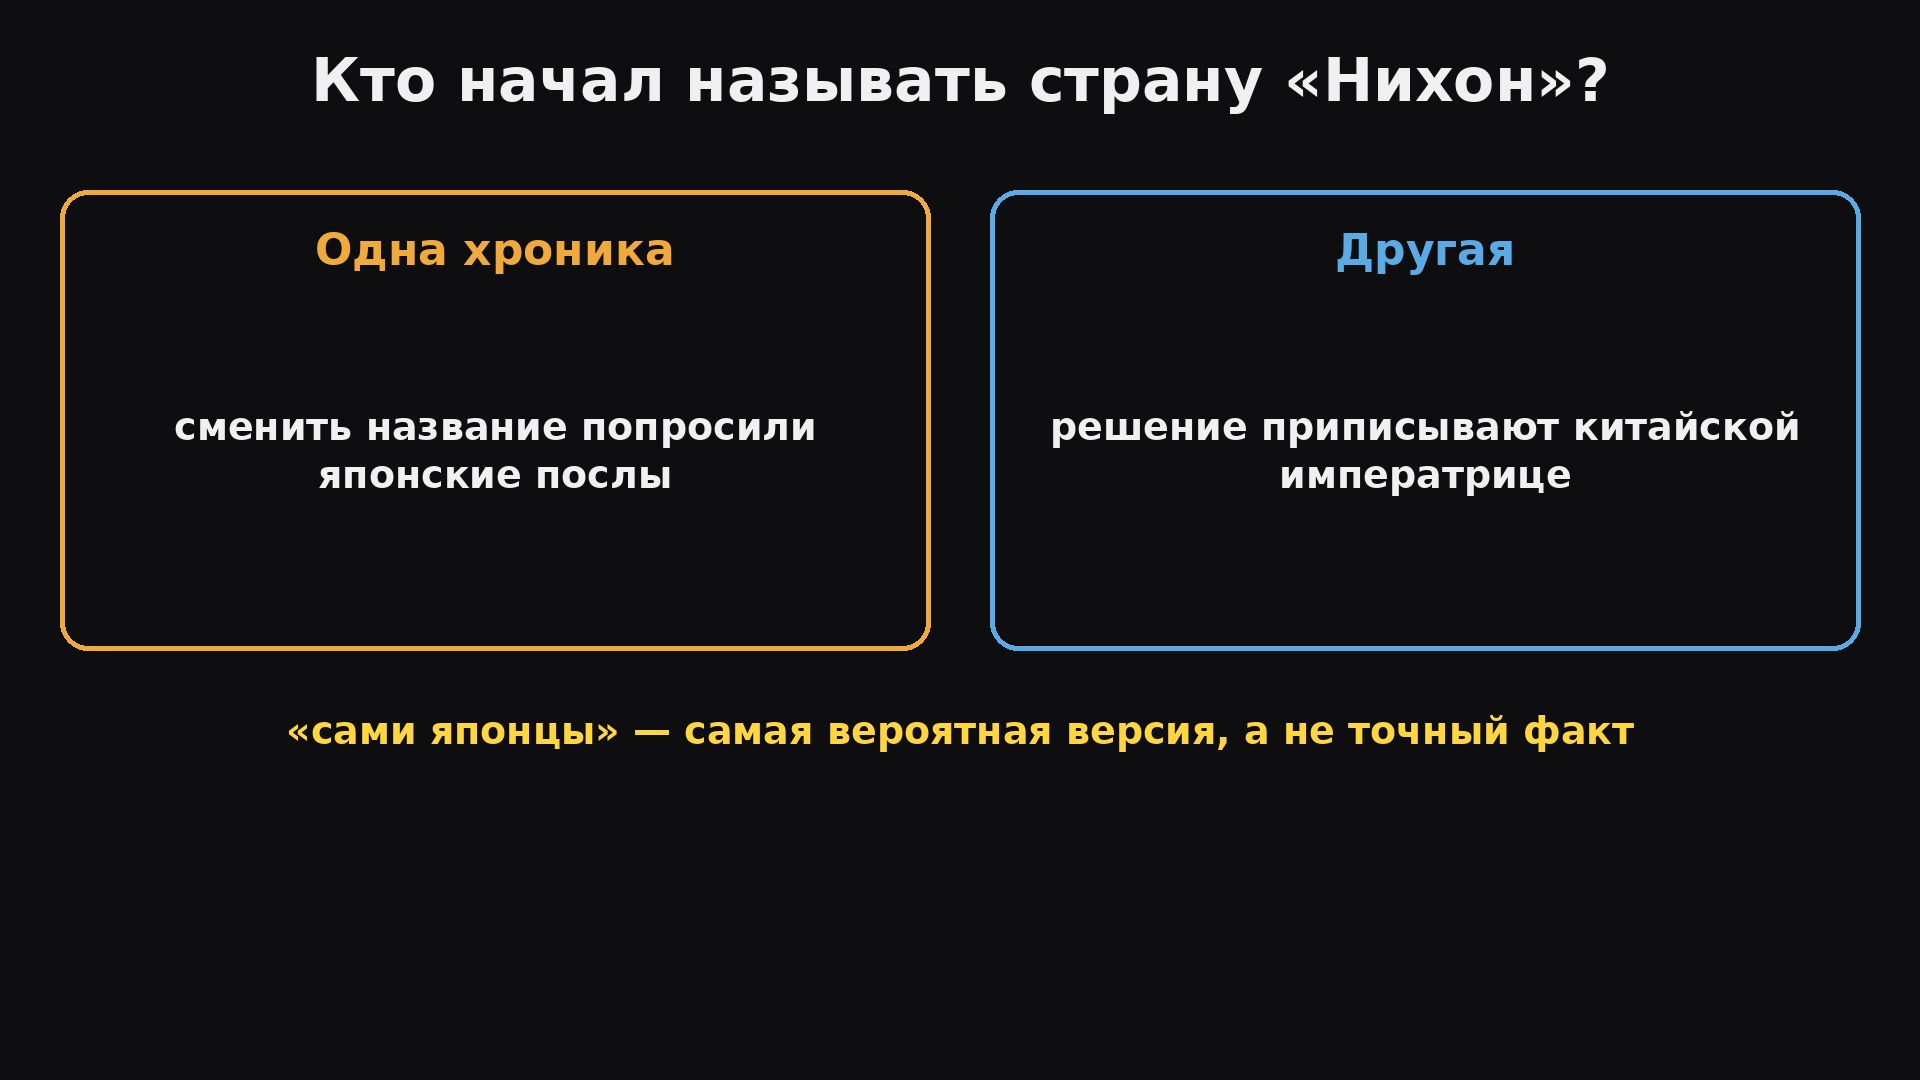 Кто начал называть страну «Нихон»?
Одна хроника
сменить название попросили
японские послы
Другая
решение приписывают китайской
императрице
«сами японцы» — самая вероятная версия, а не точный факт